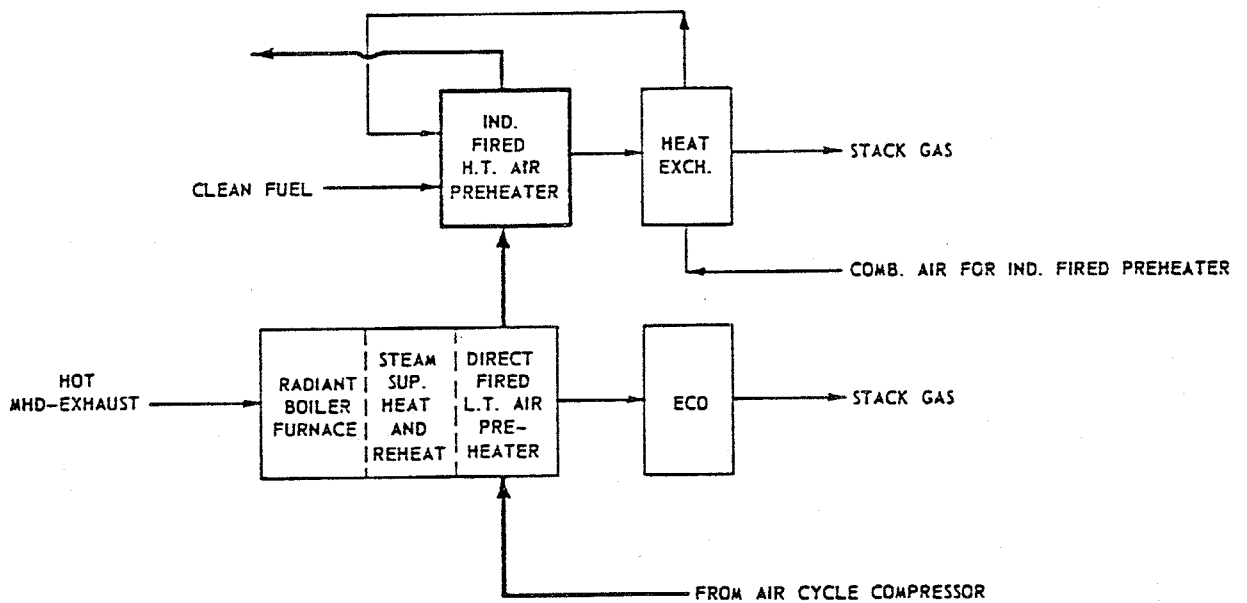 IND.
FIRED
H.T. AIR
PREHEATER
HEAT
EXCH.
STACK GAS
CLEAN FUEL
COMB. AIR FOR IND. FIRED PREHEATER
HOT
MHD-EXHAUST
RADIANT
BOILER
FURNACE
STEAM
SUP.
HEAT
AND
REHEAT
DIRECT
FIRED
L.T. AIR
PRE-
HEATER
ECO
STACK GAS
FROM AIR CYCLE COMPRESSOR